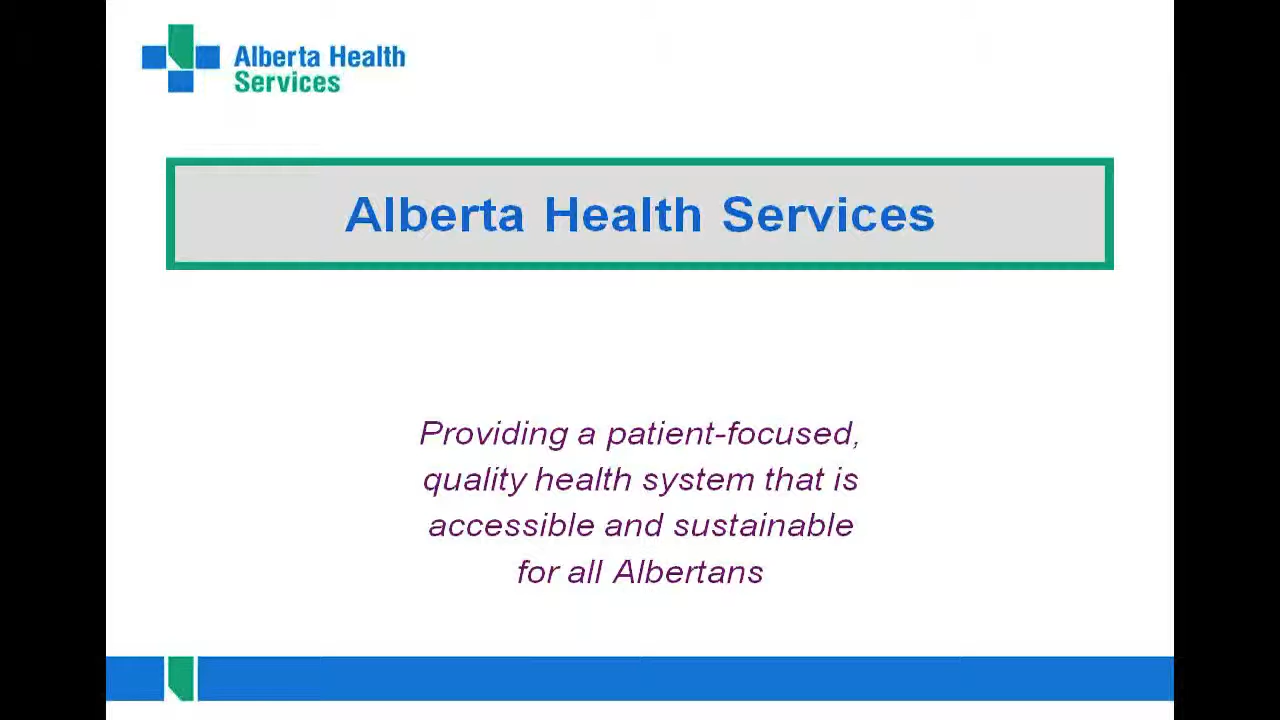 Alberta Health
Services
Alberta Health Services
Providing a patient-focused,
quality health system that is
accessible and sustainable
for all Albertans